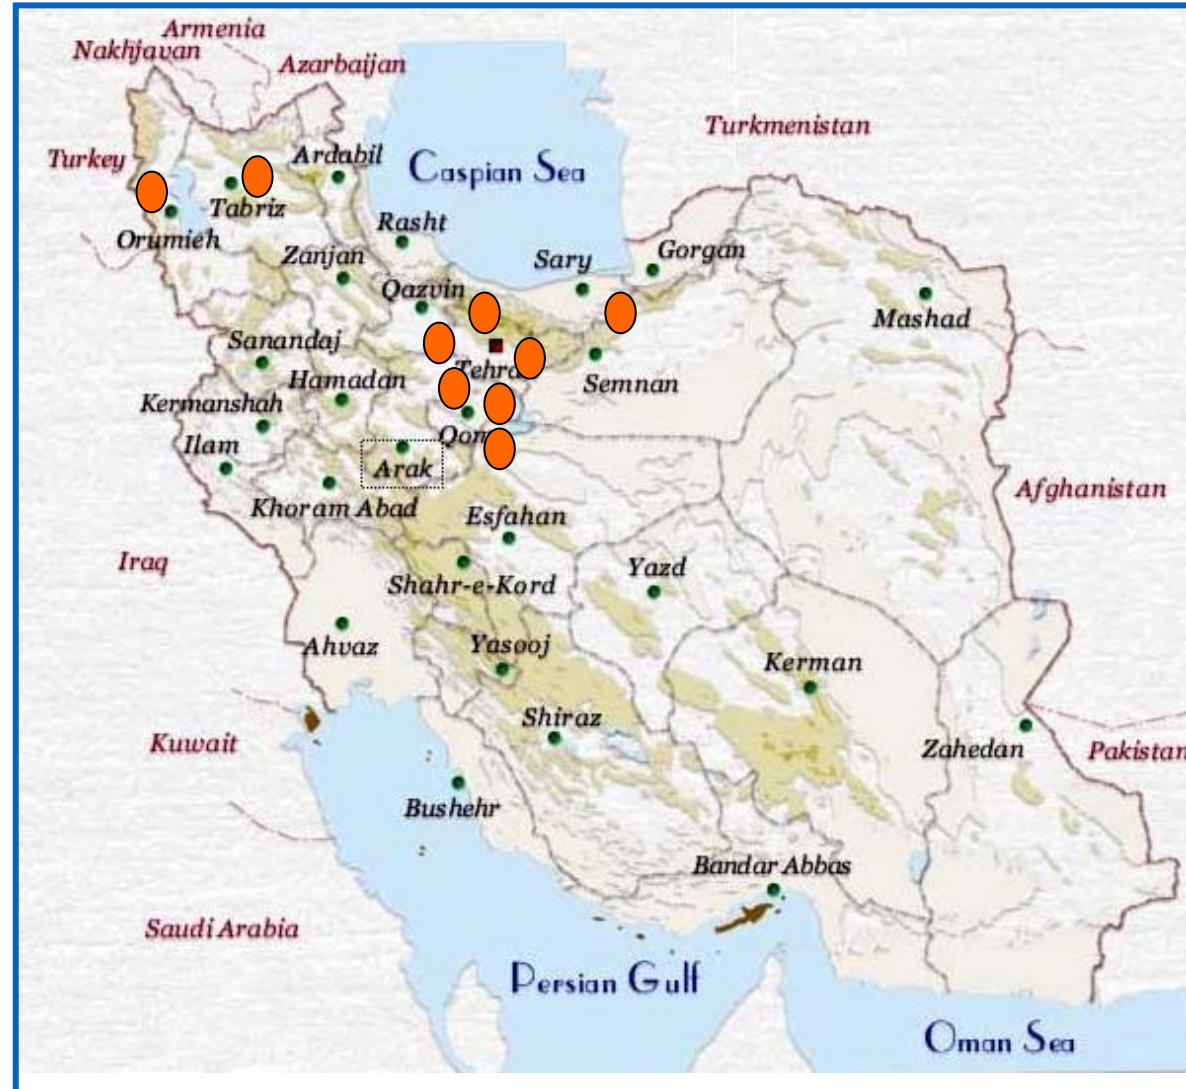 Armenia
Nakhjavan
Azarbaijan
Turkmenistan
Turkey
Ardabil
Caspian Sea
Tabriz
Orumieh
Rasht
Gorgan
Zanjan
Sary
Qazvin
Mashad
Sanandaj
Hamadan
Semnan
Kermanshah
Ilam
Arak
Khoram Abad
Esfahan
Afghanistan
Iraq
Shahr-e-Kord
Yazd
Ahvaz
Yasooj
Kerman
Shiraz
Kuwait
Zahedan
Pakistan
Bushehr
Bandar Abbas
Saudi Arabia
Persian Gulf
Oman Sea